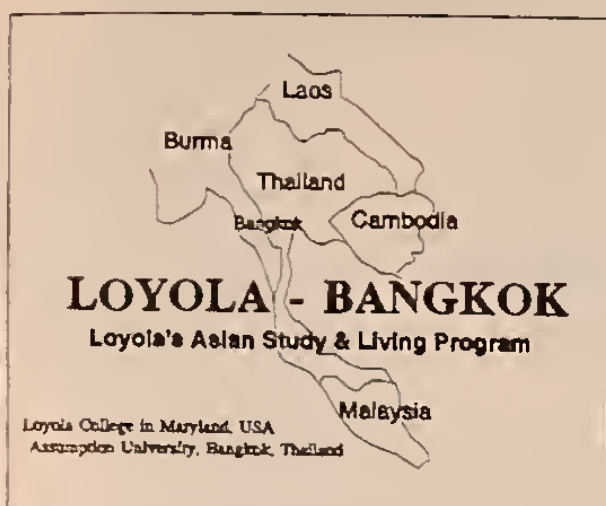 Laos
Burma
Thailand
Bangkok
Cambodia
LOYOLA - BANGKOK
Loyola's Asian Study & Living Program
Malaysia
Loyola College in Maryland, USA
Assumption University, Bangkok, Thailand